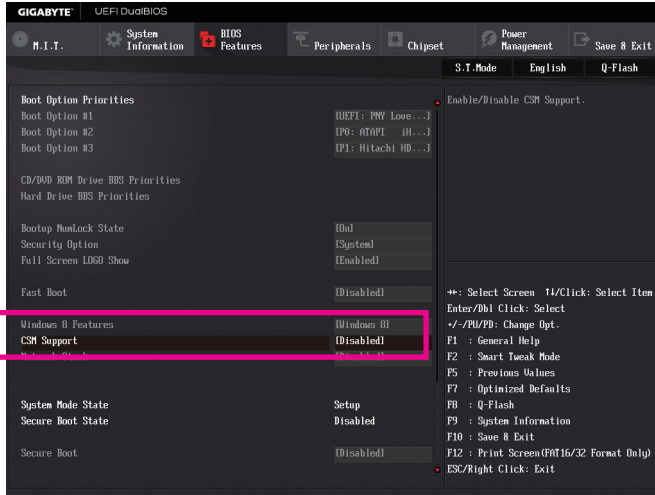 GIGABYTE™ UEFI DualBIOS
M.I.T. System Information BIOS Features Peripherals Chipset Power Management Save & Exit
S.T.Mode English Q-Flash
Boot Option Priorities
Boot Option #1 [UEFI: PNY Love...]
Boot Option #2 [P0: ATAPI iH...]
Boot Option #3 [P1: Hitachi HD...]
CD/DVD ROM Drive BBS Priorities
Hard Drive BBS Priorities
Bootup NumLock State [On]
Security Option [System]
Full Screen LOGO Show [Enabled]
Fast Boot [Disabled]
Windows 8 Features [Windows 8]
CSM Support [Disabled]
System Mode State Setup
Secure Boot State Disabled
Secure Boot [Disabled]
Enable/Disable CSM Support.
↔: Select Screen ↑↓/Click: Select Item
Enter/Dbl Click: Select
+/-/PU/PD: Change Opt.
F1 : General Help
F2 : Smart Tweak Mode
F5 : Previous Values
F7 : Optimized Defaults
F8 : Q-Flash
F9 : System Information
F10 : Save & Exit
F12 : Print Screen(FAT16/32 Format Only)
ESC/Right Click: Exit